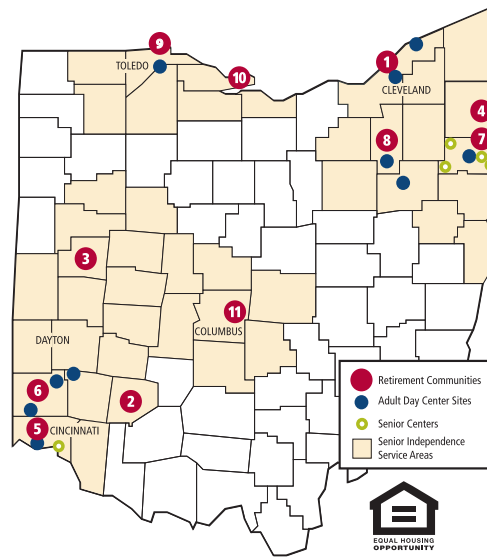 9
TOLEDO
10
1
CLEVELAND
4
7
8
3
11
COLUMBUS
DAYTON
6
2
5
CINCINNATI
Retirement Communities
Adult Day Center Sites
Senior Centers
Senior Independence
Service Areas
EQUAL HOUSING
OPPORTUNITY